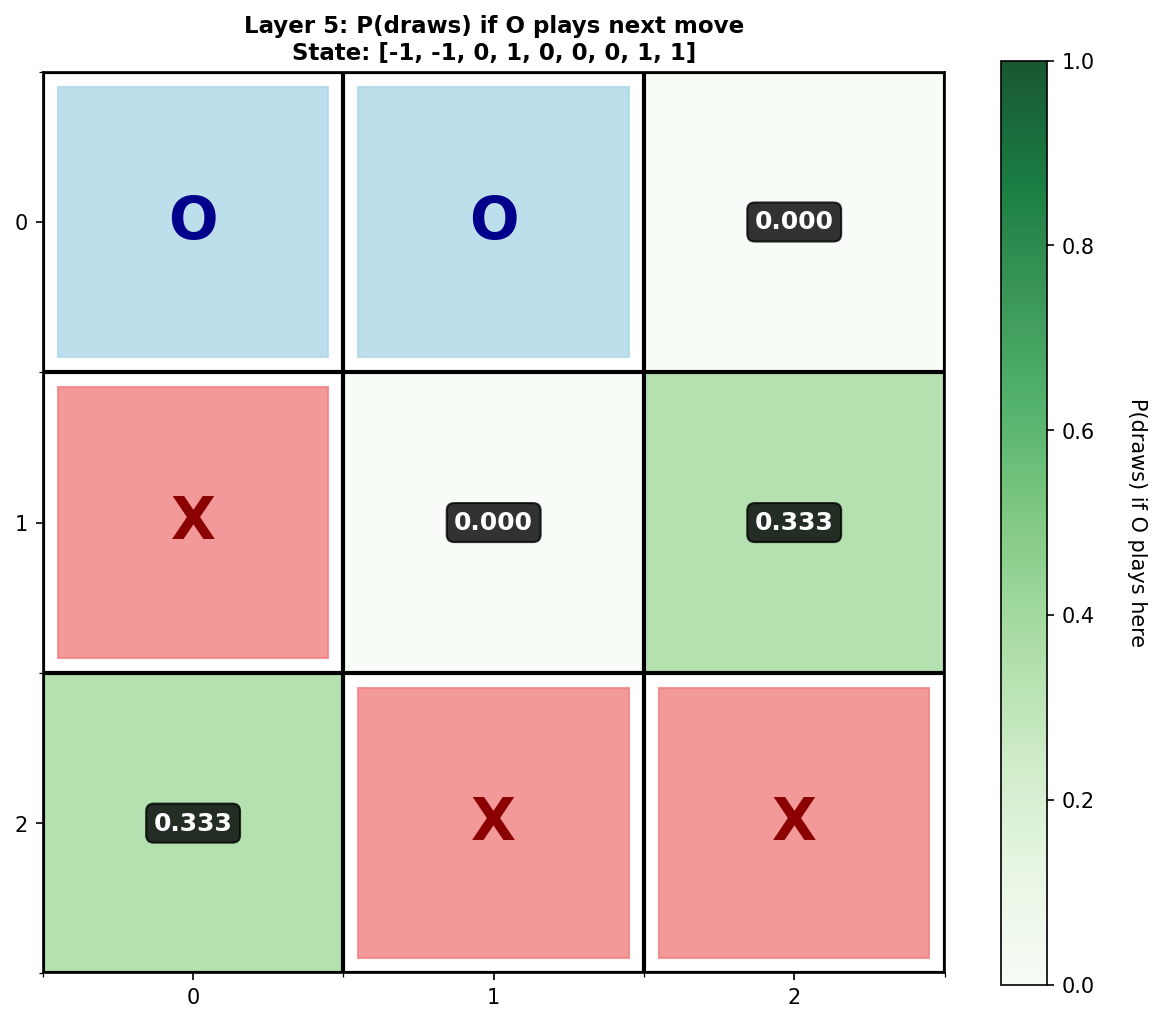 Layer 5: P(draws) if O plays next move
State: [-1, -1, 0, 1, 0, 0, 0, 1, 1]
0
O
O
0.000
1
X
0.000
0.333
2
0.333
X
X
0
1
2
1.0
0.8
0.6
0.4
0.2
0.0
P(draws) if O plays here